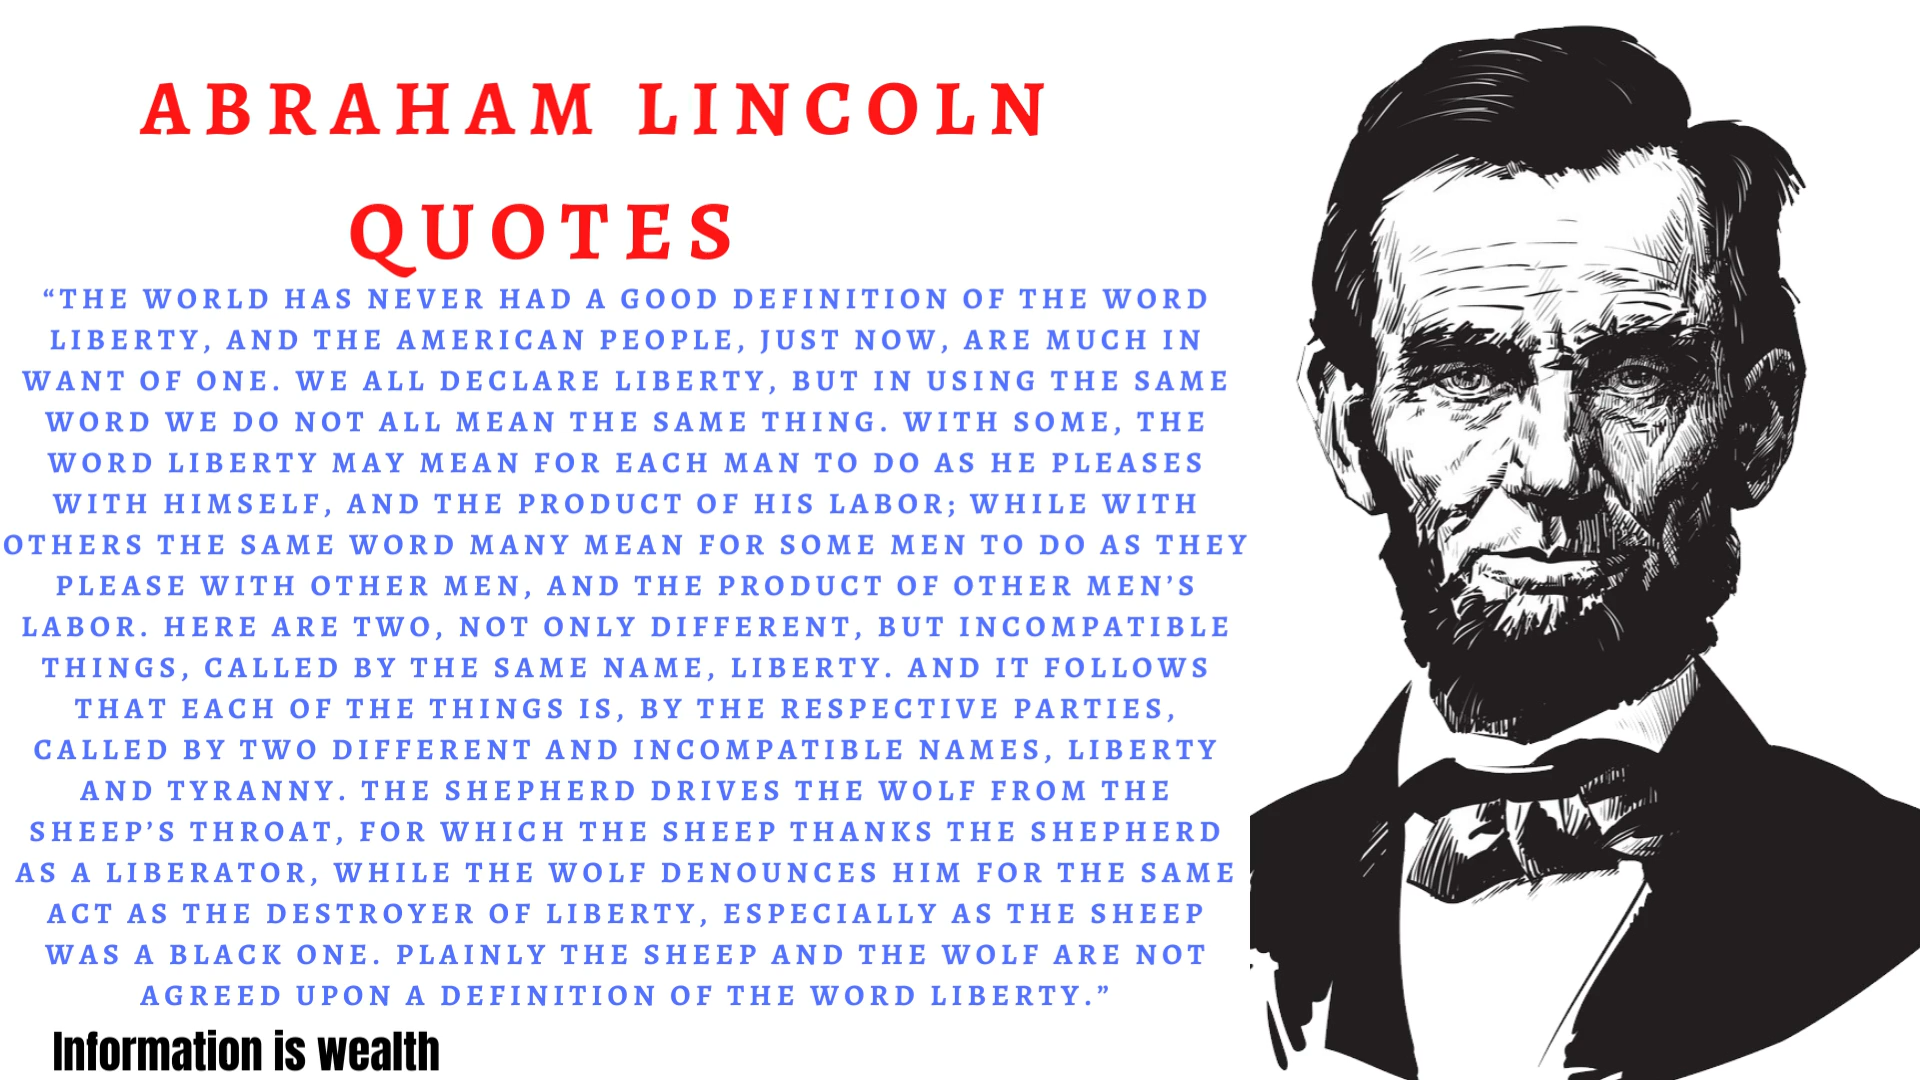 ABRAHAM LINCOLN
QUOTES
“THE WORLD HAS NEVER HAD A GOOD DEFINITION OF THE WORD
LIBERTY, AND THE AMERICAN PEOPLE, JUST NOW, ARE MUCH IN
WANT OF ONE. WE ALL DECLARE LIBERTY, BUT IN USING THE SAME
WORD WE DO NOT ALL MEAN THE SAME THING. WITH SOME, THE
WORD LIBERTY MAY MEAN FOR EACH MAN TO DO AS HE PLEASES
WITH HIMSELF, AND THE PRODUCT OF HIS LABOR; WHILE WITH
OTHERS THE SAME WORD MANY MEAN FOR SOME MEN TO DO AS THEY
PLEASE WITH OTHER MEN, AND THE PRODUCT OF OTHER MEN’S
LABOR. HERE ARE TWO, NOT ONLY DIFFERENT, BUT INCOMPATIBLE
THINGS, CALLED BY THE SAME NAME, LIBERTY. AND IT FOLLOWS
THAT EACH OF THE THINGS IS, BY THE RESPECTIVE PARTIES,
CALLED BY TWO DIFFERENT AND INCOMPATIBLE NAMES, LIBERTY
AND TYRANNY. THE SHEPHERD DRIVES THE WOLF FROM THE
SHEEP’S THROAT, FOR WHICH THE SHEEP THANKS THE SHEPHERD
AS A LIBERATOR, WHILE THE WOLF DENOUNCES HIM FOR THE SAME
ACT AS THE DESTROYER OF LIBERTY, ESPECIALLY AS THE SHEEP
WAS A BLACK ONE. PLAINLY THE SHEEP AND THE WOLF ARE NOT
AGREED UPON A DEFINITION OF THE WORD LIBERTY.”
Information is wealth